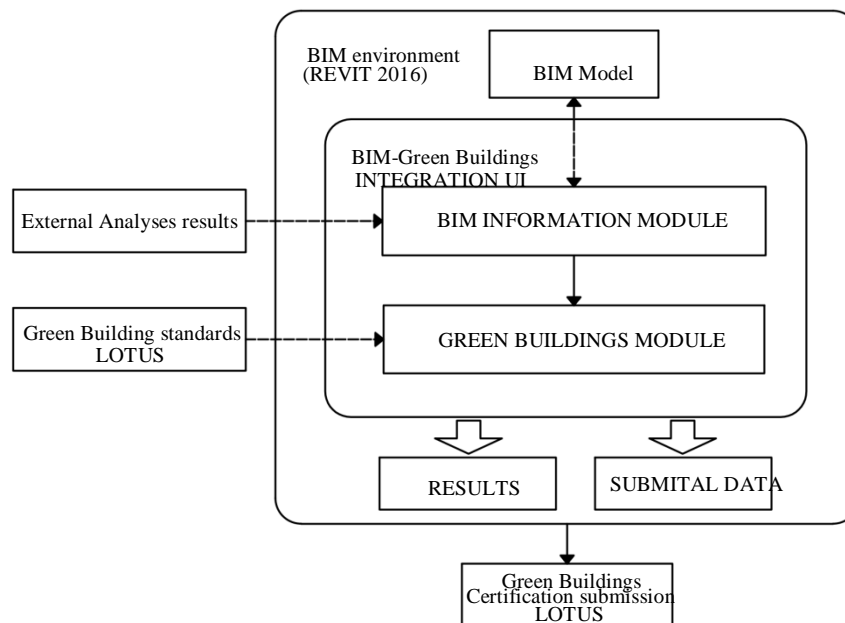 BIM environment
(REVIT 2016)
BIM Model
BIM-Green Buildings
INTEGRATION UI
External Analyses results
BIM INFORMATION MODULE
Green Building standards
LOTUS
GREEN BUILDINGS MODULE
RESULTS
SUBMITAL DATA
Green Buildings
Certification submission
LOTUS